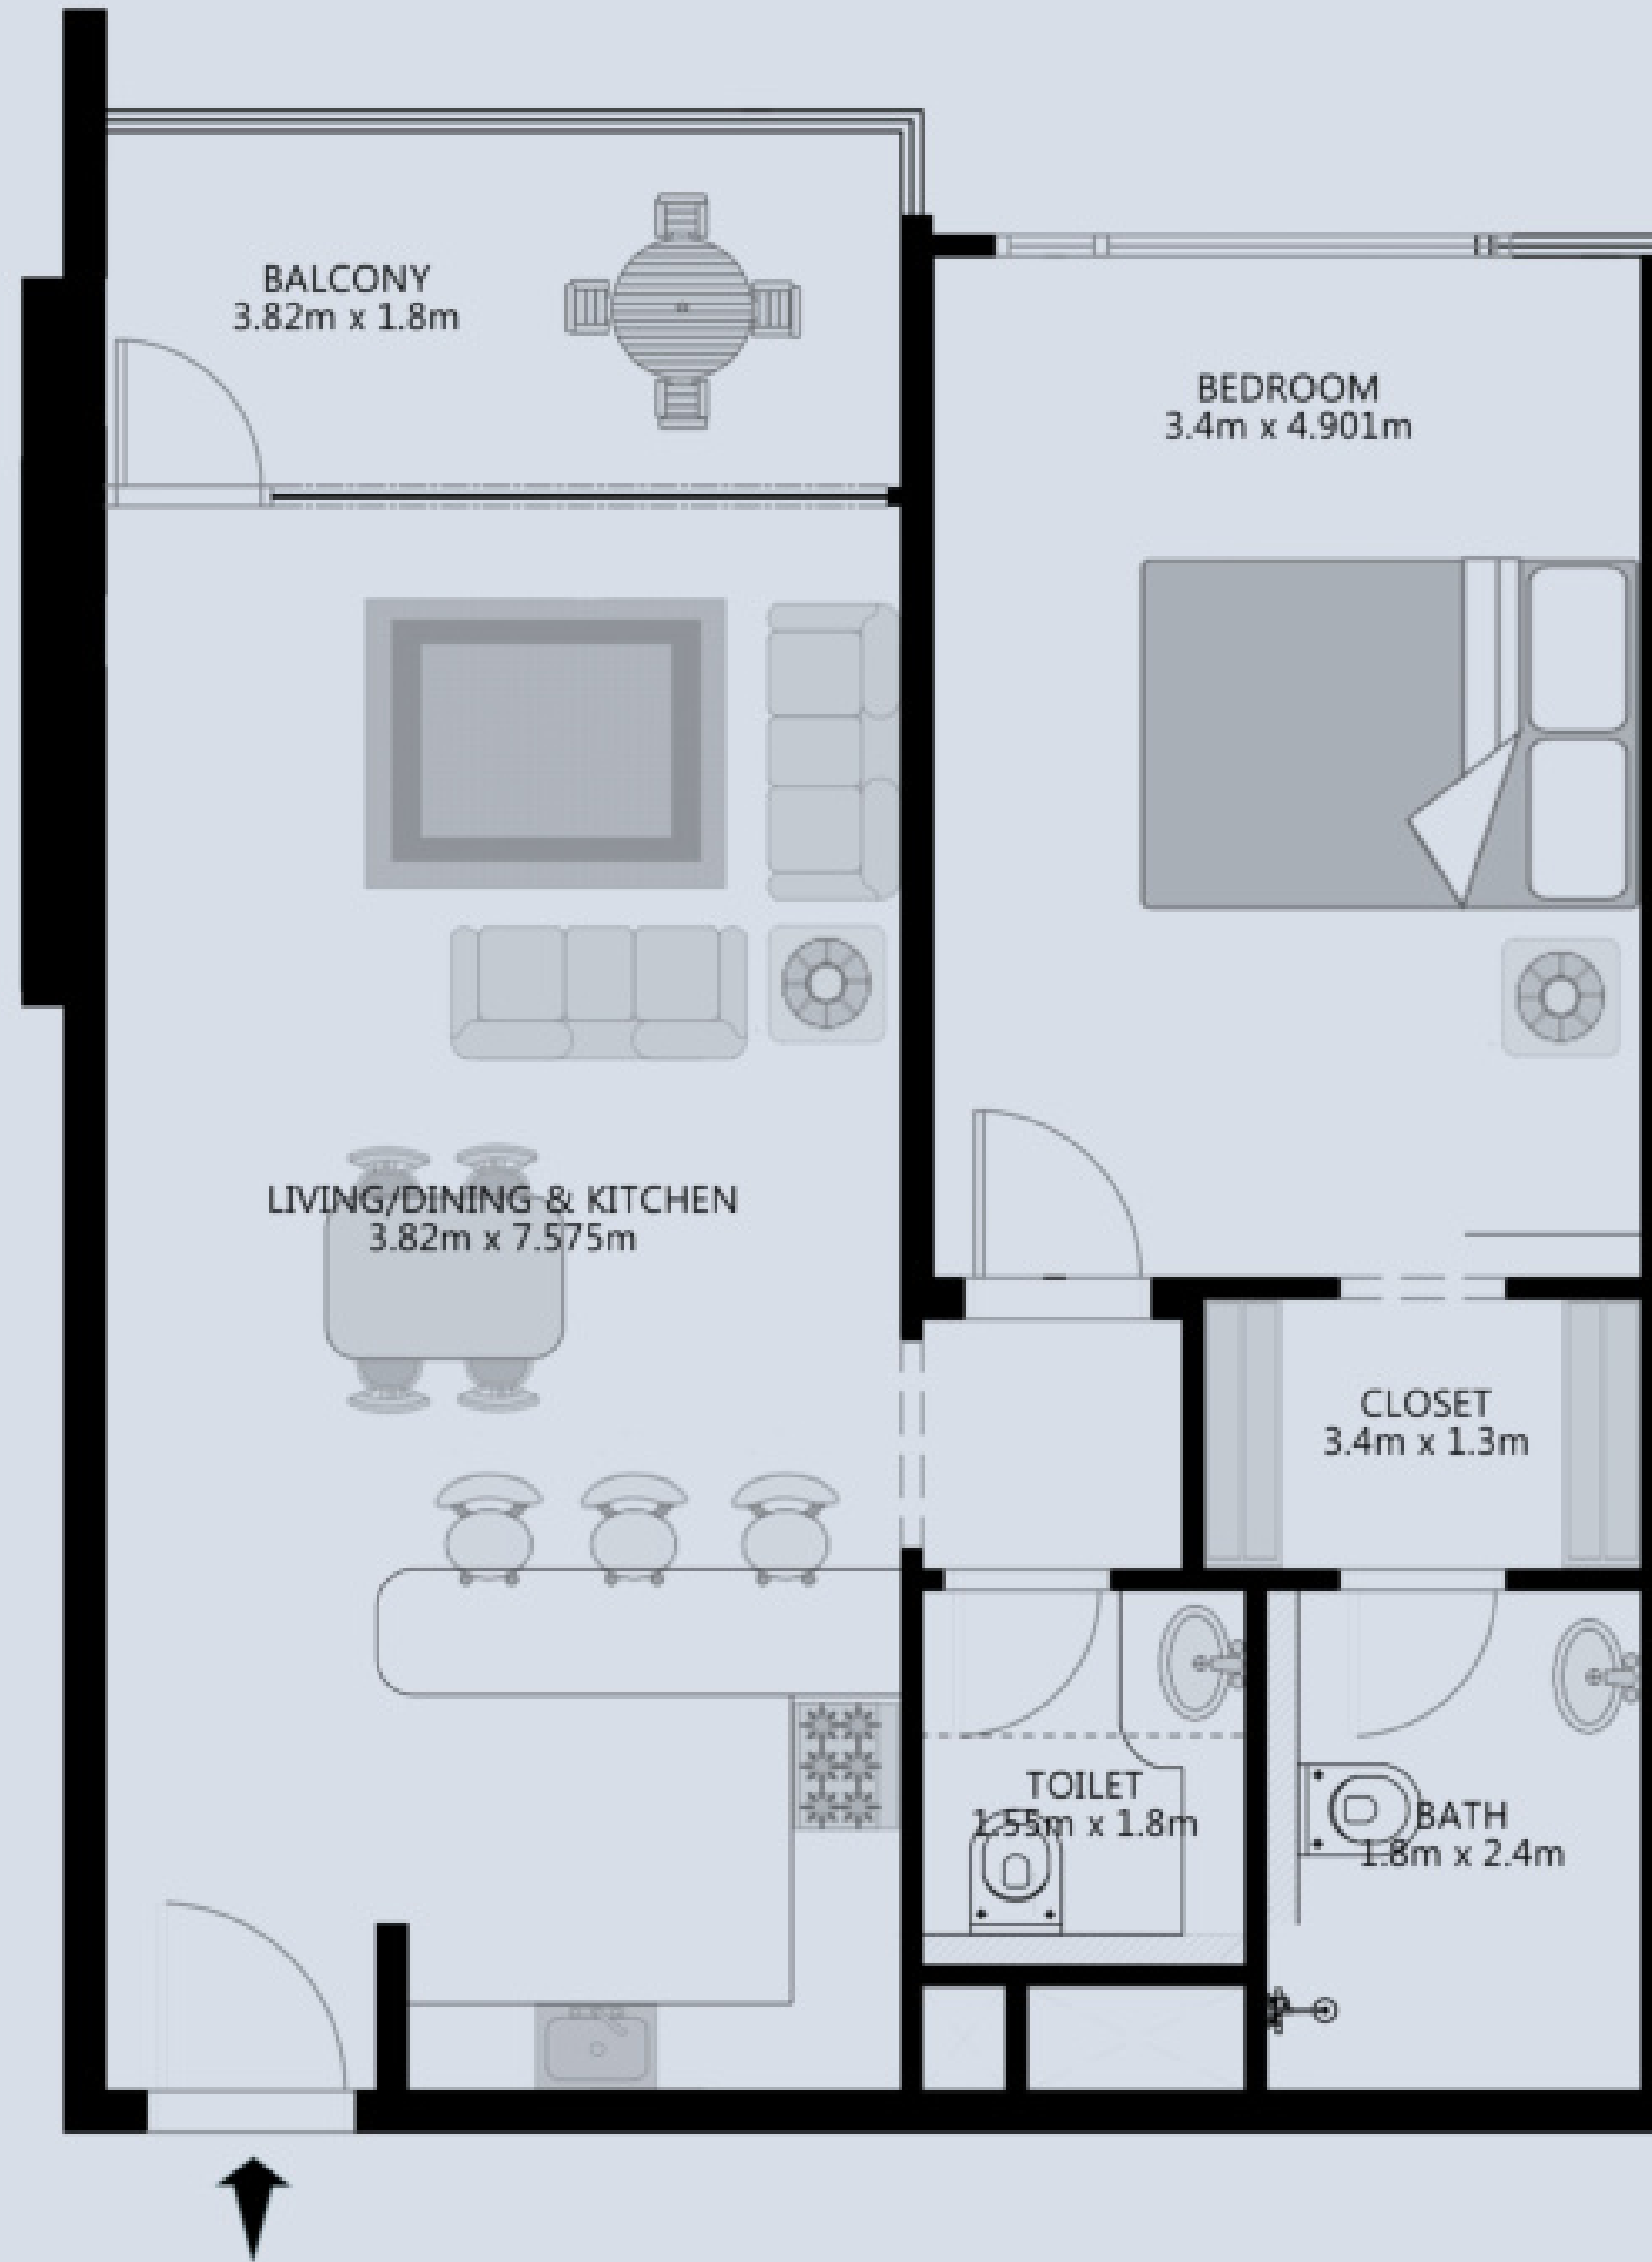 BALCONY
3.82m x 1.8m
BEDROOM
3.4m x 4.901m
LIVING/DINING & KITCHEN
3.82m x 7.575m
CLOSET
3.4m x 1.3m
TOILET
1.55m x 1.8m
BATH
1.8m x 2.4m